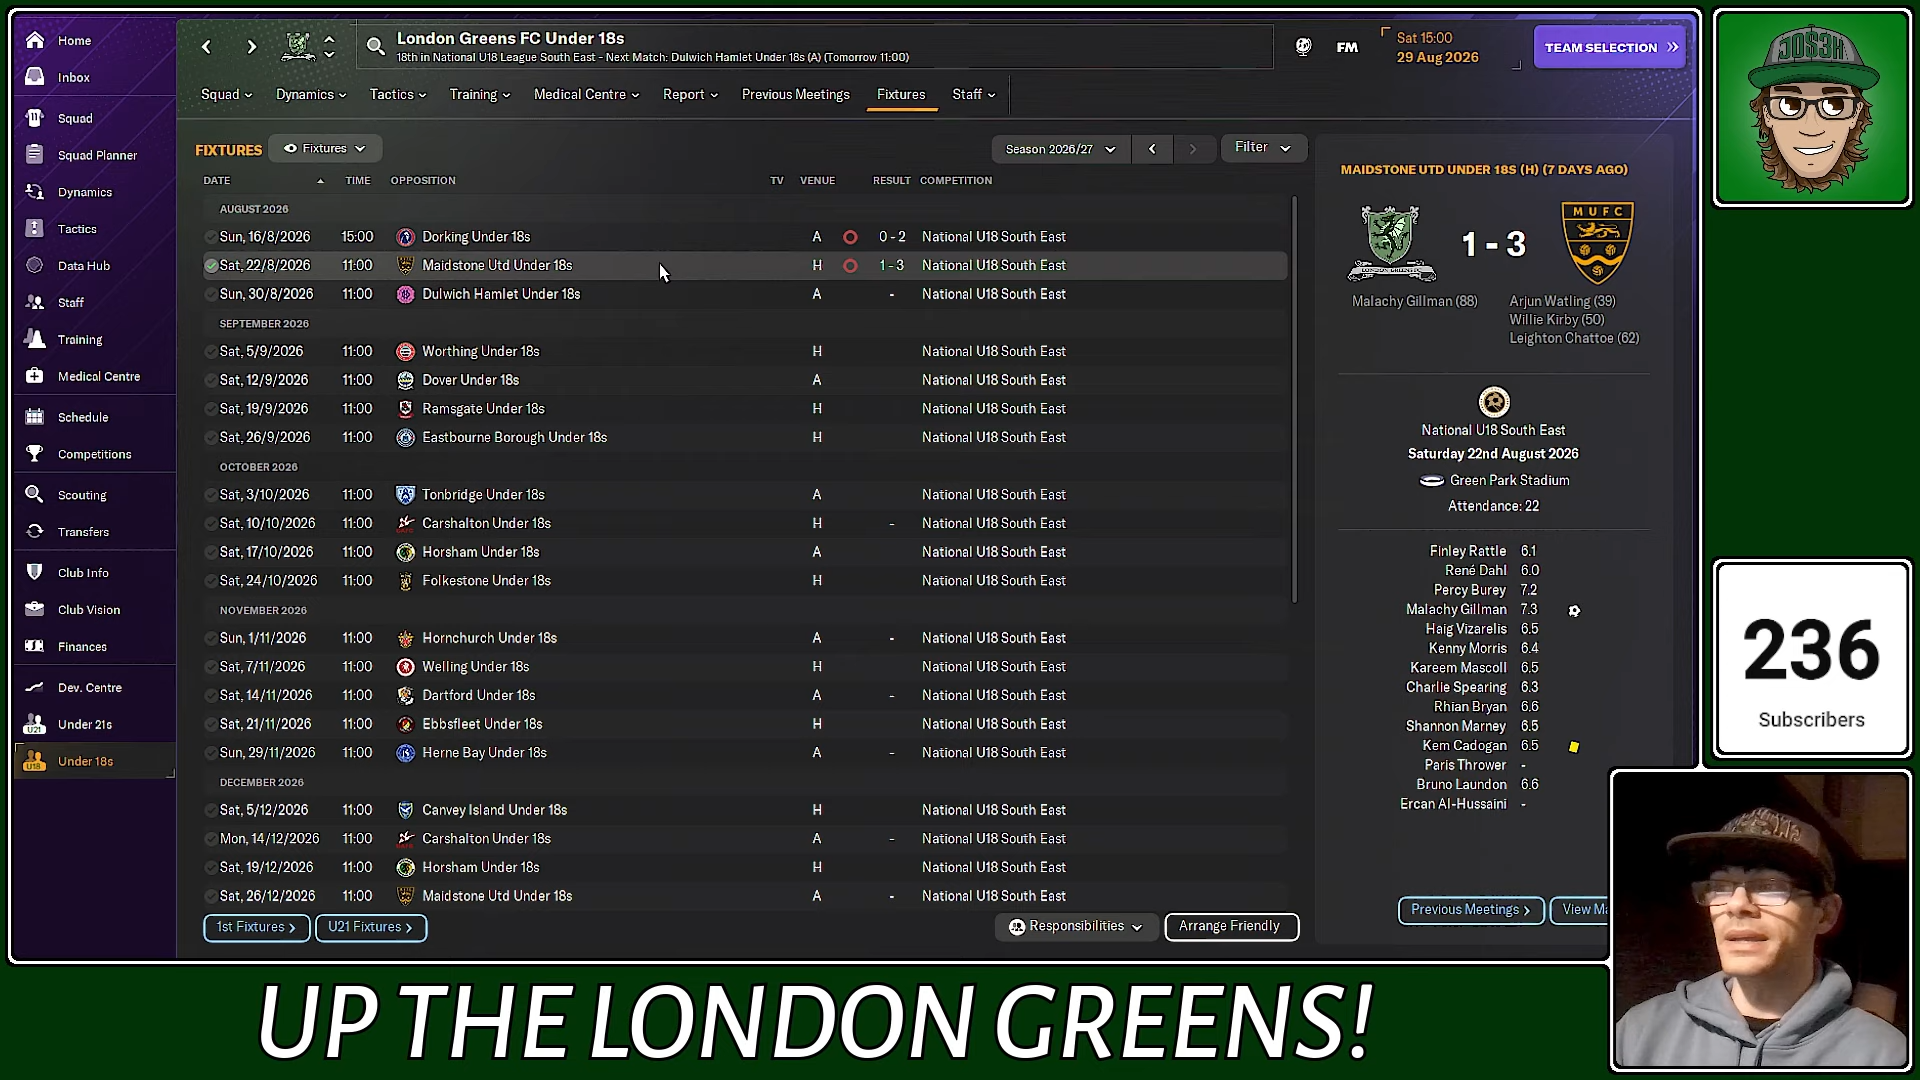 Home
Inbox
Squad
Squad Planner
Dynamics
Tactics
Data Hub
Staff
Training
Medical Centre
Schedule
Competitions
Scouting
Transfers
Club Info
Club Vision
Finances
Dev. Centre
U21 Under 21s
U18 Under 18s
London Greens FC Under 18s
18th in National U18 League South East - Next Match: Dulwich Hamlet Under 18s (A) (Tomorrow 11:00)
FM
Sat 15:00
29 Aug 2026
TEAM SELECTION
Squad Dynamics Tactics Training Medical Centre Report Previous Meetings Fixtures Staff
FIXTURES Fixtures Season 2026/27 Filter
DATE TIME OPPOSITION TV VENUE RESULT COMPETITION
AUGUST 2026
Sun, 16/8/2026 15:00 Dorking Under 18s A 0 - 2 National U18 South East
Sat, 22/8/2026 11:00 Maidstone Utd Under 18s H 1 - 3 National U18 South East
Sun, 30/8/2026 11:00 Dulwich Hamlet Under 18s A - National U18 South East
SEPTEMBER 2026
Sat, 5/9/2026 11:00 Worthing Under 18s H National U18 South East
Sat, 12/9/2026 11:00 Dover Under 18s A National U18 South East
Sat, 19/9/2026 11:00 Ramsgate Under 18s H National U18 South East
Sat, 26/9/2026 11:00 Eastbourne Borough Under 18s H National U18 South East
OCTOBER 2026
Sat, 3/10/2026 11:00 Tonbridge Under 18s A National U18 South East
Sat, 10/10/2026 11:00 Carshalton Under 18s H - National U18 South East
Sat, 17/10/2026 11:00 Horsham Under 18s A National U18 South East
Sat, 24/10/2026 11:00 Folkestone Under 18s H National U18 South East
NOVEMBER 2026
Sun, 1/11/2026 11:00 Hornchurch Under 18s A - National U18 South East
Sat, 7/11/2026 11:00 Welling Under 18s H National U18 South East
Sat, 14/11/2026 11:00 Dartford Under 18s A - National U18 South East
Sat, 21/11/2026 11:00 Ebbsfleet Under 18s H National U18 South East
Sun, 29/11/2026 11:00 Herne Bay Under 18s A - National U18 South East
DECEMBER 2026
Sat, 5/12/2026 11:00 Canvey Island Under 18s H National U18 South East
Mon, 14/12/2026 11:00 Carshalton Under 18s A - National U18 South East
Sat, 19/12/2026 11:00 Horsham Under 18s H National U18 South East
Sat, 26/12/2026 11:00 Maidstone Utd Under 18s A - National U18 South East
1st Fixtures U21 Fixtures Responsibilities Arrange Friendly
MAIDSTONE UTD UNDER 18S (H) (7 DAYS AGO)
LONDON GREENS FC
1 - 3
MUFC
Malachy Gillman (88)
Arjun Watling (39)
Willie Kirby (50)
Leighton Chattoe (62)
National U18 South East
Saturday 22nd August 2026
Green Park Stadium
Attendance: 22
Finley Rattle 6.1
René Dahl 6.0
Percy Burey 7.2
Malachy Gillman 7.3
Haig Vizarelis 6.5
Kenny Morris 6.4
Kareem Mascoll 6.5
Charlie Spearing 6.3
Rhian Bryan 6.6
Shannon Marney 6.5
Kem Cadogan 6.5
Paris Thrower -
Bruno Laundon 6.6
Ercan Al-Hussaini -
Previous Meetings View Ma
JOS3H
236
Subscribers
UP THE LONDON GREENS!